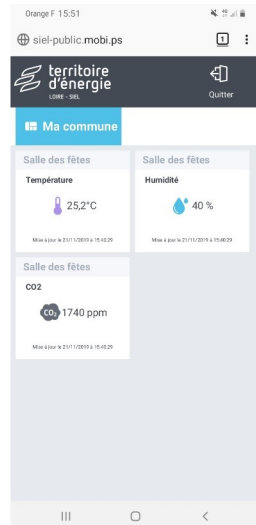 Orange F 15:51
siel-public.mobi.ps
1
territoire
d'énergie
LOIRE - SIEL
Quitter
Ma commune
Salle des fêtes
Température
25,2°C
Mise à jour le 21/11/2019 à 15:40:29
Salle des fêtes
Humidité
40 %
Mise à jour le 21/11/2019 à 15:40:29
Salle des fêtes
CO2
CO₂ 1740 ppm
Mise à jour le 21/11/2019 à 15:40:29